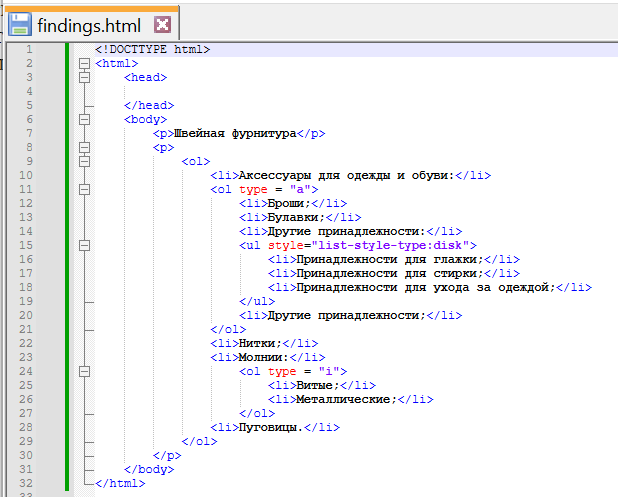 findings.html
1 <!DOCTTYPE html>
2 <html>
3 <head>
4
5 </head>
6 <body>
7 <p>Швейная фурнитура</p>
8 <p>
9 <ol>
10 <li>Аксессуары для одежды и обуви:</li>
11 <ol type = "a">
12 <li>Броши;</li>
13 <li>Булавки;</li>
14 <li>Другие принадлежности:</li>
15 <ul style="list-style-type:disk">
16 <li>Принадлежности для глажки;</li>
17 <li>Принадлежности для стирки;</li>
18 <li>Принадлежности для ухода за одеждой;</li>
19 </ul>
20 <li>Другие принадлежности;</li>
21 </ol>
22 <li>Нитки;</li>
23 <li>Молнии:</li>
24 <ol type = "i">
25 <li>Витые;</li>
26 <li>Металлические;</li>
27 </ol>
28 <li>Пуговицы.</li>
29 </ol>
30 </p>
31 </body>
32 </html>